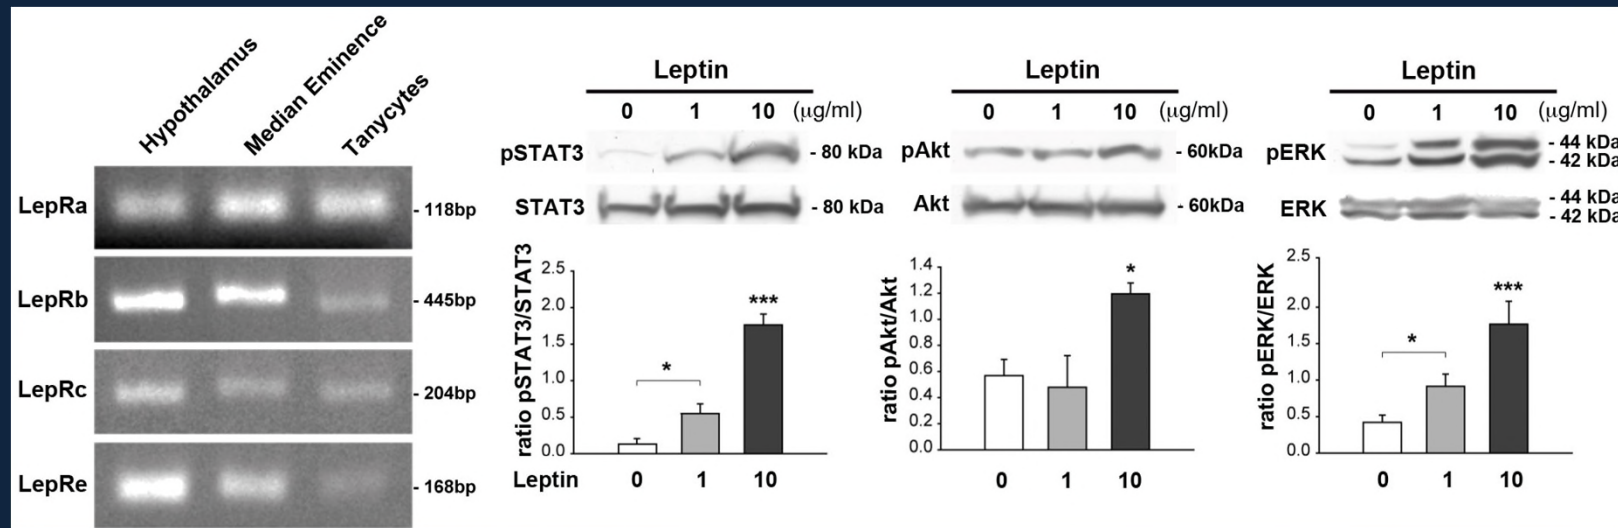 Hypothalamus
Median Eminence
Tanycytes
LepRa
- 118bp
LepRb
- 445bp
LepRc
- 204bp
LepRe
- 168bp
Leptin
0 1 10 (μg/ml)
pSTAT3 - 80 kDa
STAT3 - 80 kDa
ratio pSTAT3/STAT3
2.5
2.0
1.5
1.0
0.5
0.0
*
***
Leptin 0 1 10
Leptin
0 1 10 (μg/ml)
pAkt - 60kDa
Akt - 60kDa
ratio pAkt/Akt
1.4
1.2
1.0
0.8
0.6
0.4
0.2
0.0
*
0 1 10
Leptin
0 1 10 (μg/ml)
pERK - 44 kDa
- 42 kDa
ERK - 44 kDa
- 42 kDa
ratio pERK/ERK
2.5
2.0
1.5
1.0
0.5
0.0
*
***
0 1 10